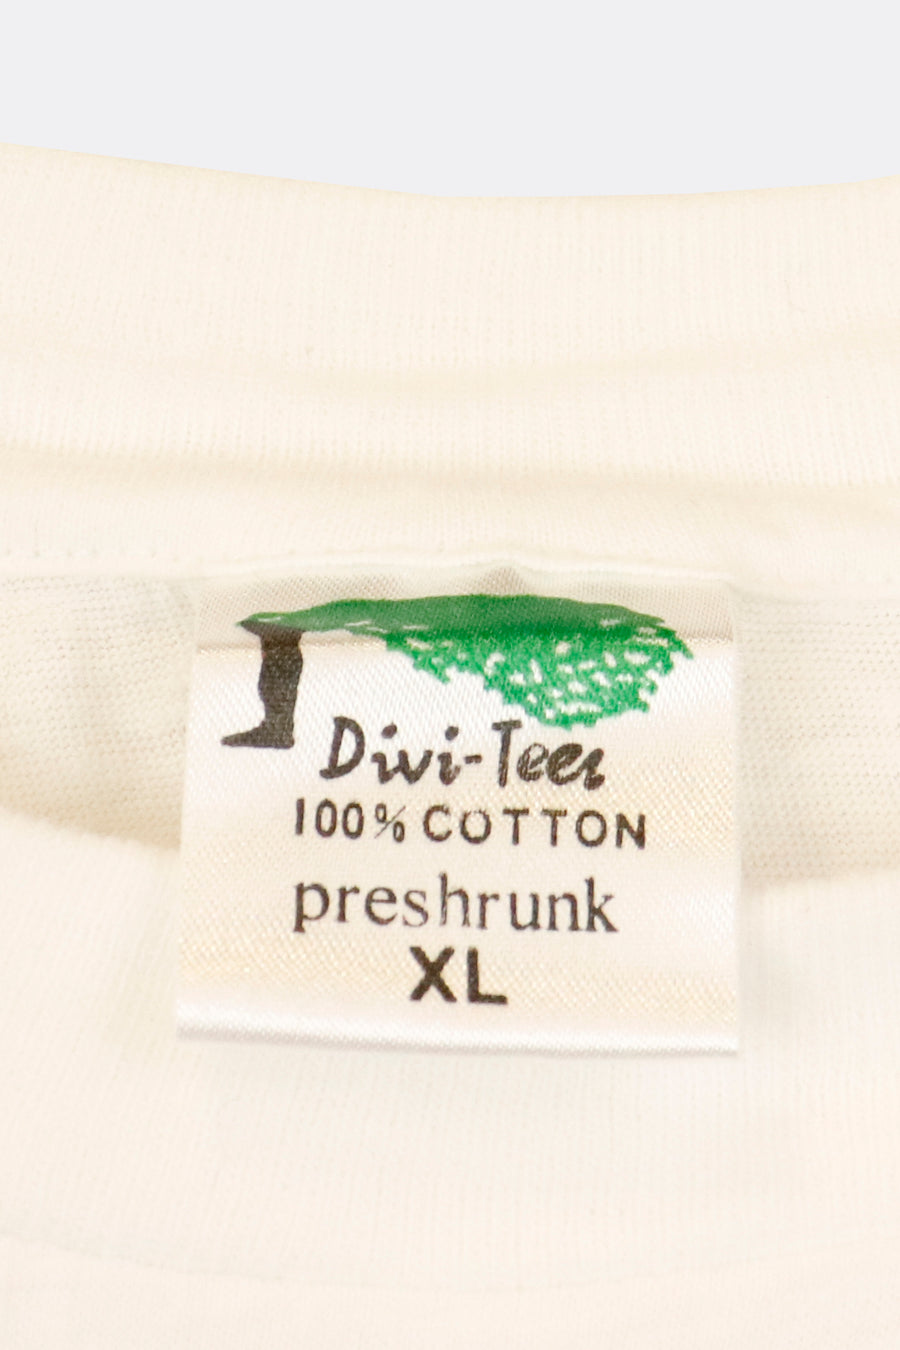 Divi-Tees
100% COTTON
preshrunk
XL